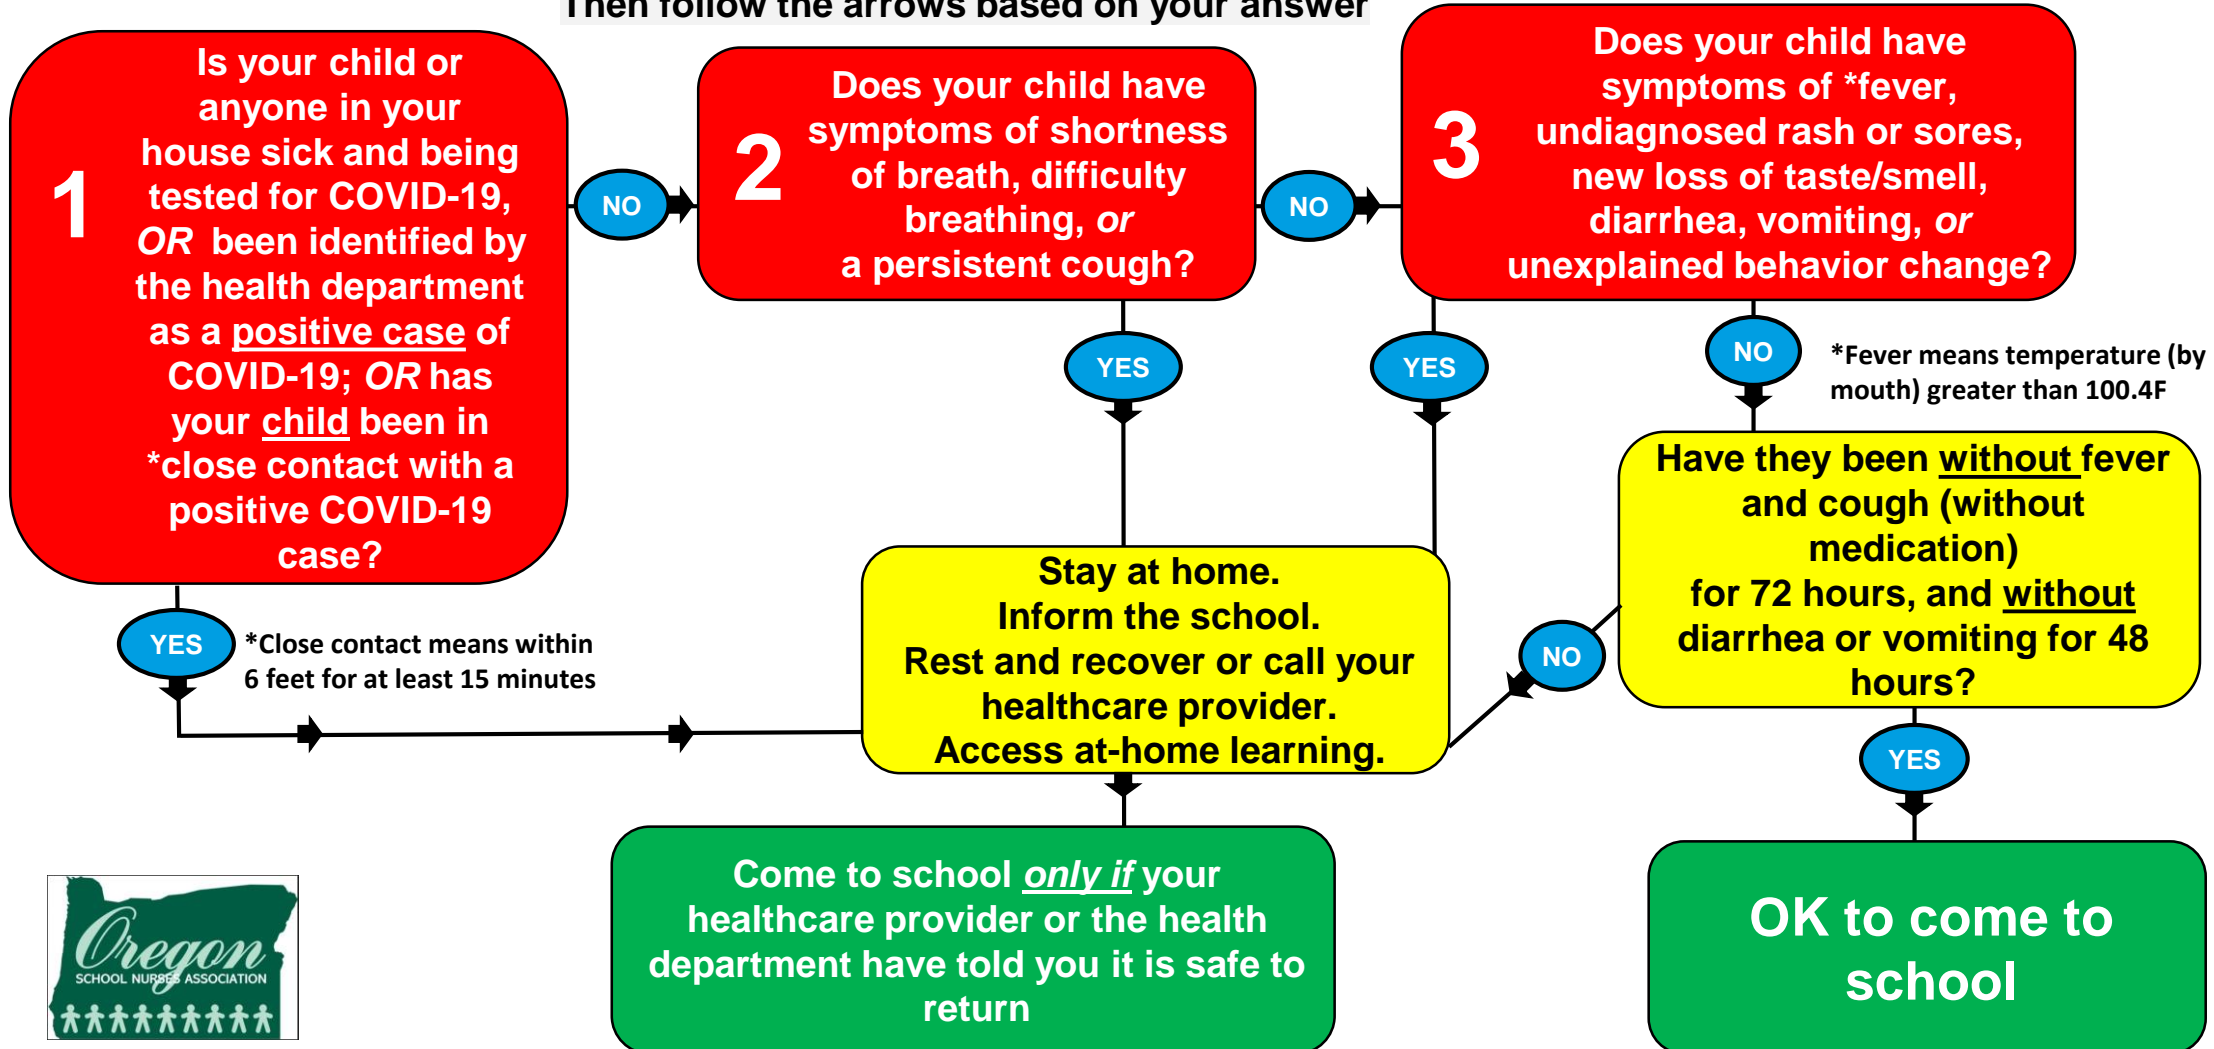 Then follow the arrows based on your answer
1
Is your child or
anyone in your
house sick and being
tested for COVID-19,
OR been identified by
the health department
as a positive case of
COVID-19; OR has
your child been in
*close contact with a
positive COVID-19
case?
NO
2
Does your child have
symptoms of shortness
of breath, difficulty
breathing, or
a persistent cough?
NO
3
Does your child have
symptoms of *fever,
undiagnosed rash or sores,
new loss of taste/smell,
diarrhea, vomiting, or
unexplained behavior change?
YES
YES
NO
*Fever means temperature (by
mouth) greater than 100.4F
Have they been without fever
and cough (without
medication)
for 72 hours, and without
diarrhea or vomiting for 48
hours?
YES
*Close contact means within
6 feet for at least 15 minutes
Stay at home.
Inform the school.
Rest and recover or call your
healthcare provider.
Access at-home learning.
NO
YES
Come to school only if your
healthcare provider or the health
department have told you it is safe to
return
OK to come to
school
Oregon
SCHOOL NURSES ASSOCIATION